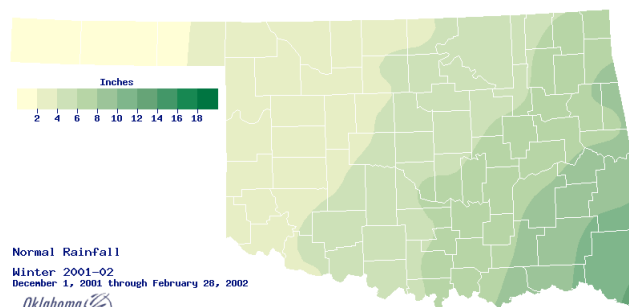 Inches
2 4 6 8 10 12 14 16 18
Normal Rainfall
Winter 2001-02
December 1, 2001 through February 28, 2002
Oklahoma